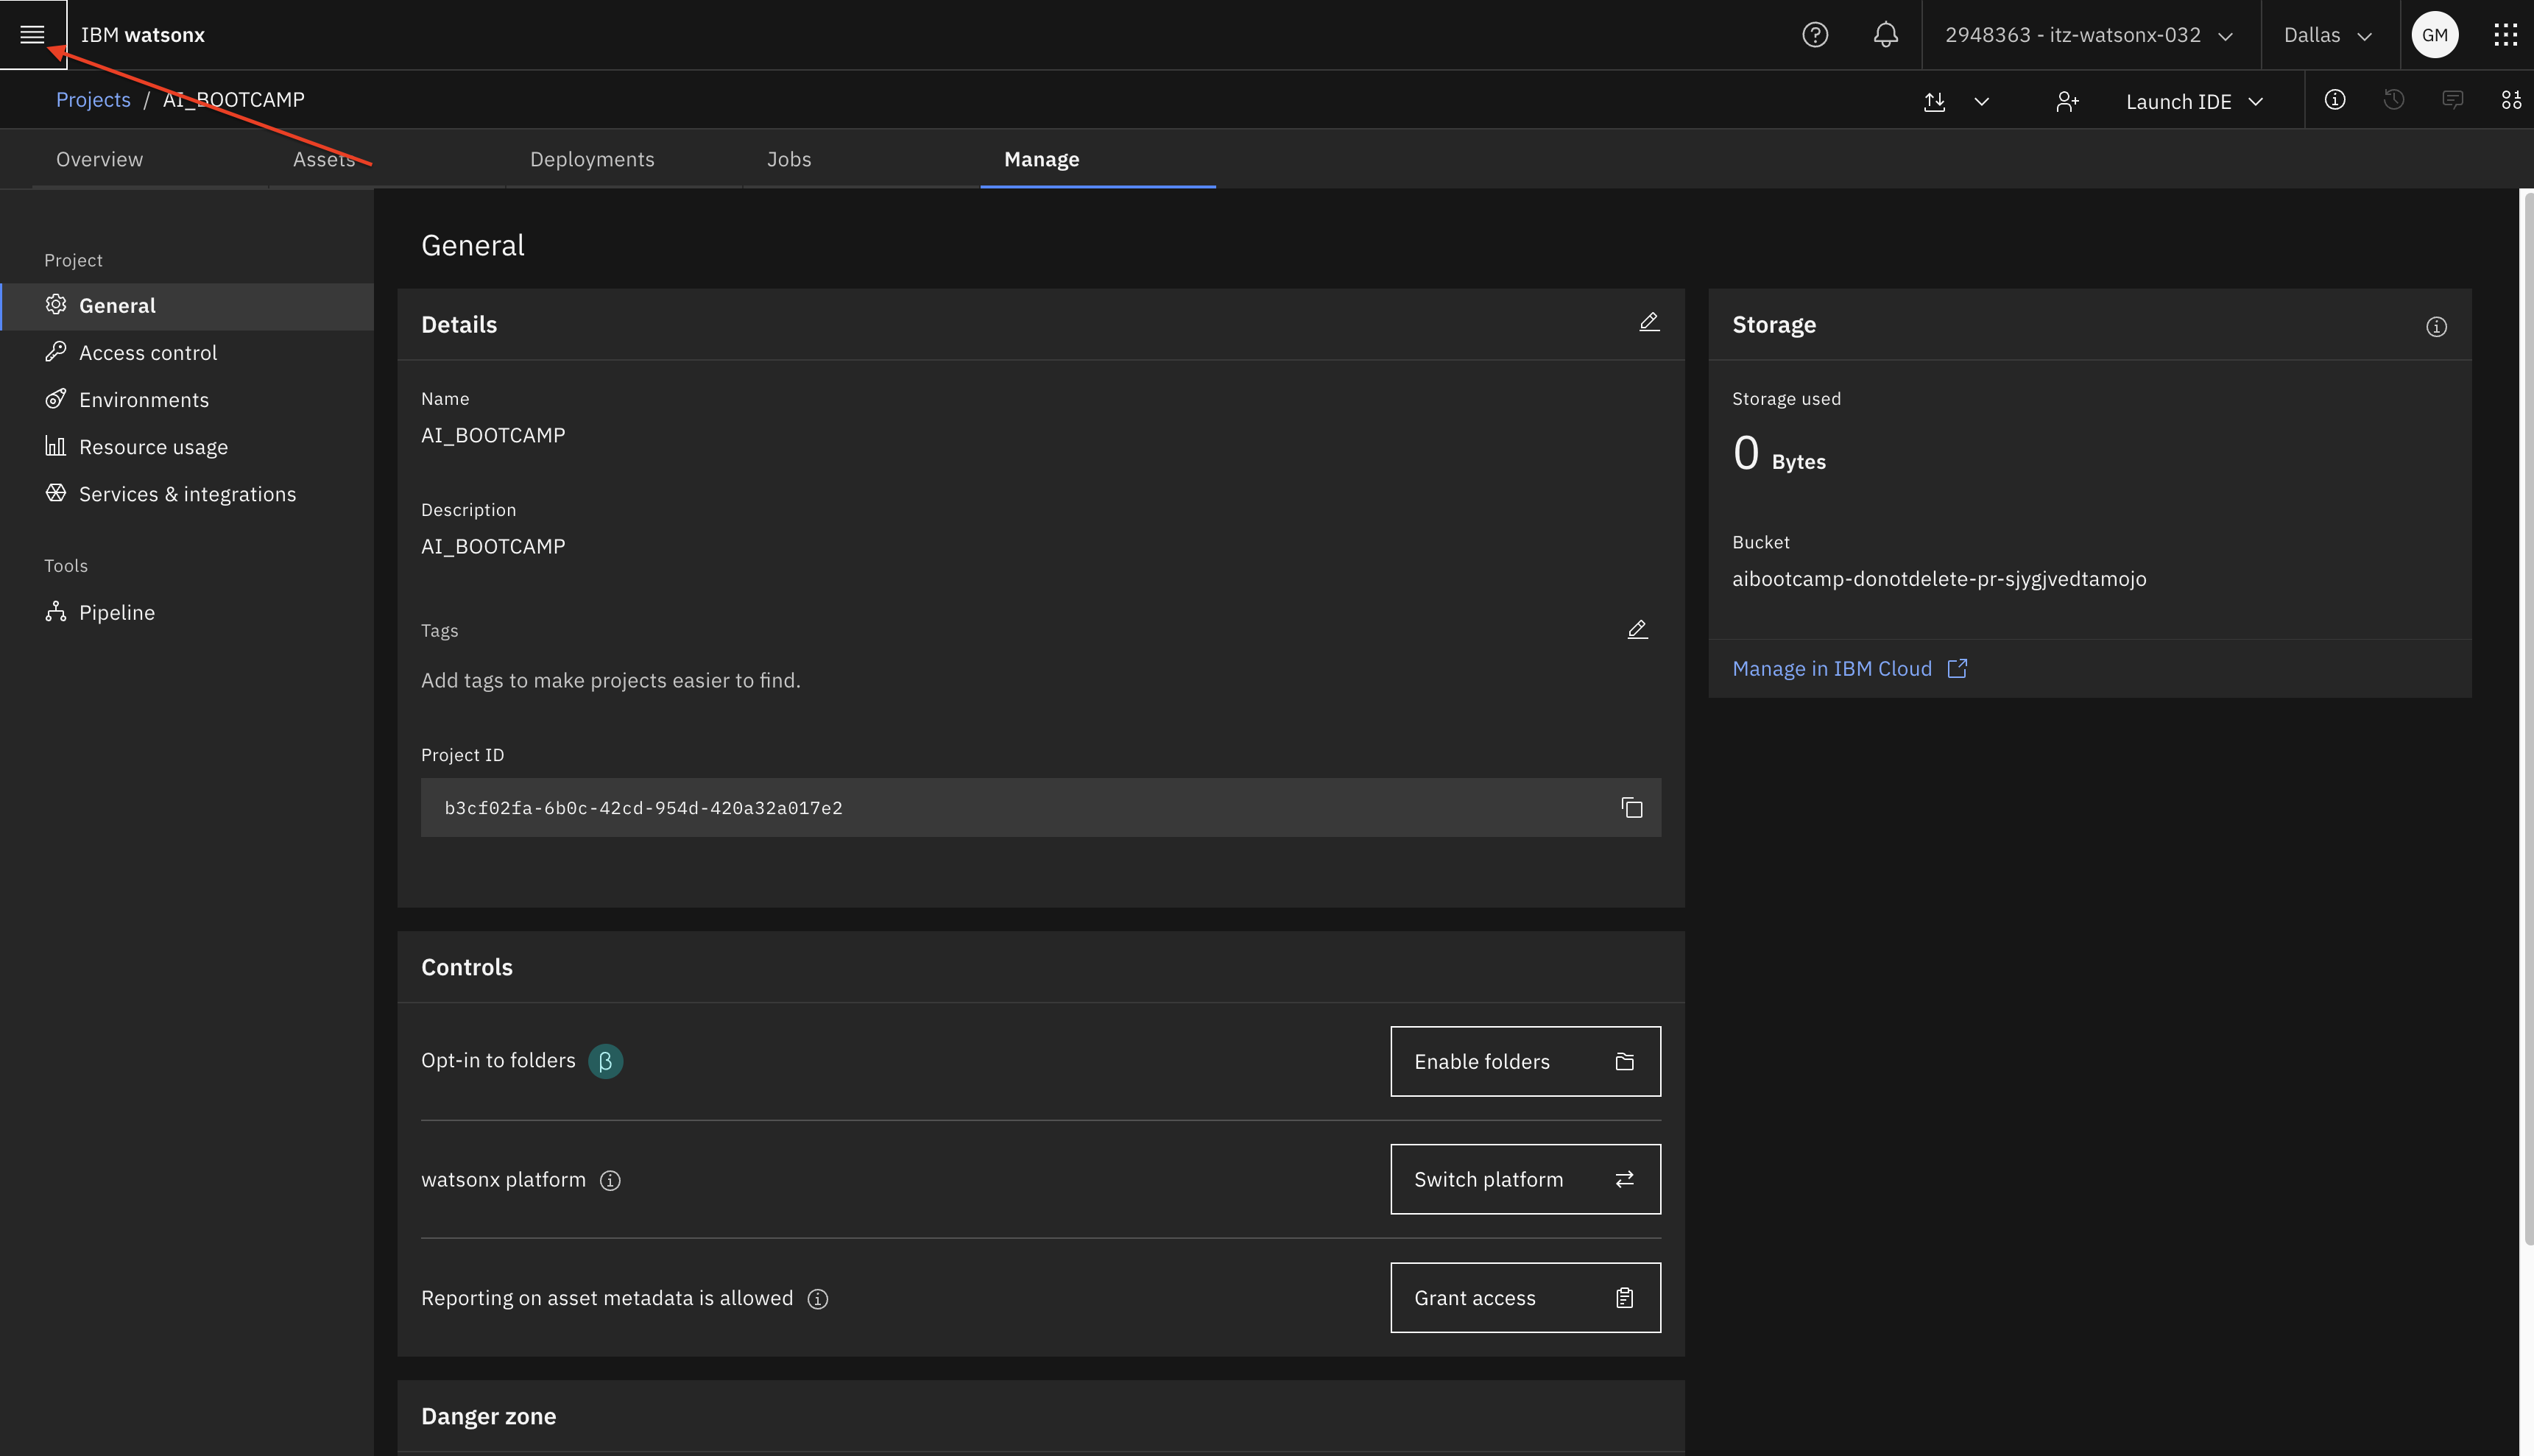 IBM watsonx
2948363 - itz-watsonx-032
Dallas
GM
Projects / AI_BOOTCAMP
Launch IDE
Overview
Assets
Deployments
Jobs
Manage
Project
General
Access control
Environments
Resource usage
Services & integrations
Tools
Pipeline
General
Details
Name
AI_BOOTCAMP
Description
AI_BOOTCAMP
Tags
Add tags to make projects easier to find.
Project ID
b3cf02fa-6b0c-42cd-954d-420a32a017e2
Storage
Storage used
0 Bytes
Bucket
aibootcamp-donotdelete-pr-sjygjvedtamojo
Manage in IBM Cloud
Controls
Opt-in to folders β
Enable folders
watsonx platform
Switch platform
Reporting on asset metadata is allowed
Grant access
Danger zone